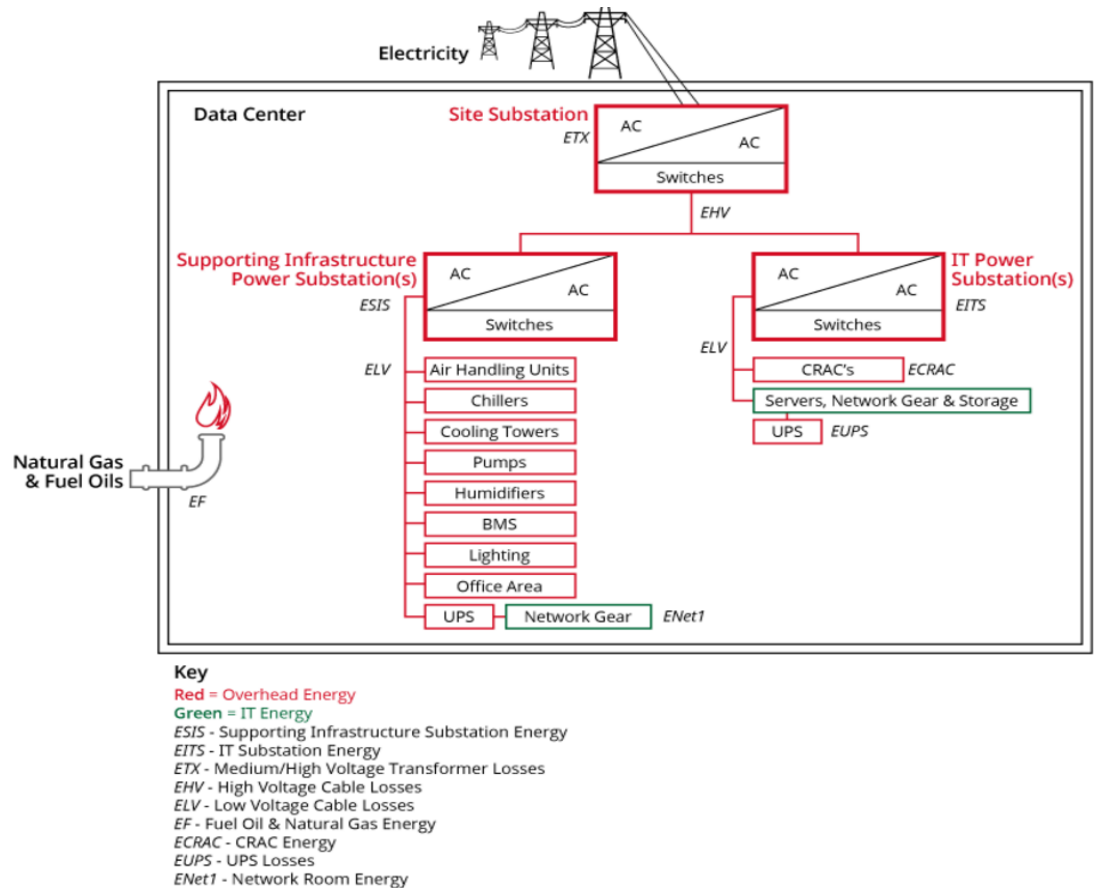 Electricity
Data Center
Site Substation
ETX
AC
AC
Switches
EHV
Supporting Infrastructure
Power Substation(s)
ESIS
AC
AC
Switches
IT Power
Substation(s)
EITS
AC
AC
Switches
ELV
Air Handling Units
Chillers
Cooling Towers
Pumps
Humidifiers
BMS
Lighting
Office Area
UPS
Network Gear
ENet1
ELV
CRAC's
ECRAC
Servers, Network Gear & Storage
UPS
EUPS
Natural Gas
& Fuel Oils
EF
Key
Red = Overhead Energy
Green = IT Energy
ESIS - Supporting Infrastructure Substation Energy
EITS - IT Substation Energy
ETX - Medium/High Voltage Transformer Losses
EHV - High Voltage Cable Losses
ELV - Low Voltage Cable Losses
EF - Fuel Oil & Natural Gas Energy
ECRAC - CRAC Energy
EUPS - UPS Losses
ENet1 - Network Room Energy